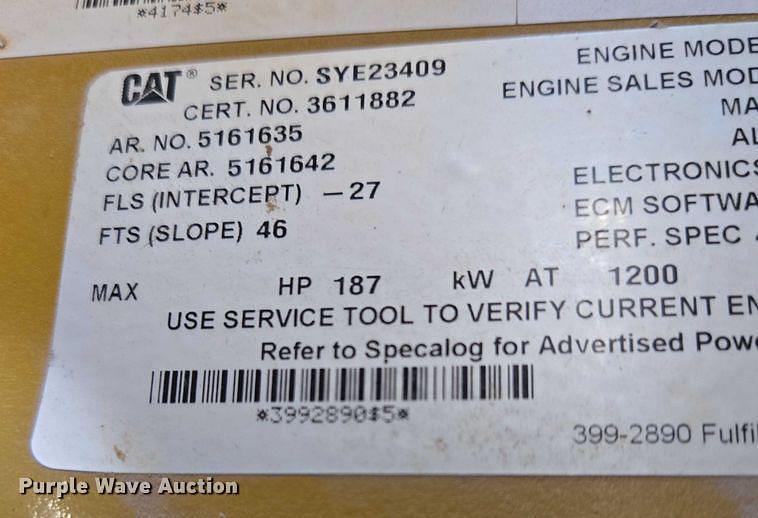 *4174$5*
CAT® SER. NO. SYE23409
ENGINE MODE
CERT. NO. 3611882
ENGINE SALES MOD
AR. NO. 5161635
MA
CORE AR. 5161642
AL
FLS (INTERCEPT) -27
ELECTRONICS
FTS (SLOPE) 46
ECM SOFTWA
PERF. SPEC
MAX HP 187 kW AT 1200
USE SERVICE TOOL TO VERIFY CURRENT EN
Refer to Specalog for Advertised Powe
*3992890$5*
399-2890 Fulfil
Purple Wave Auction